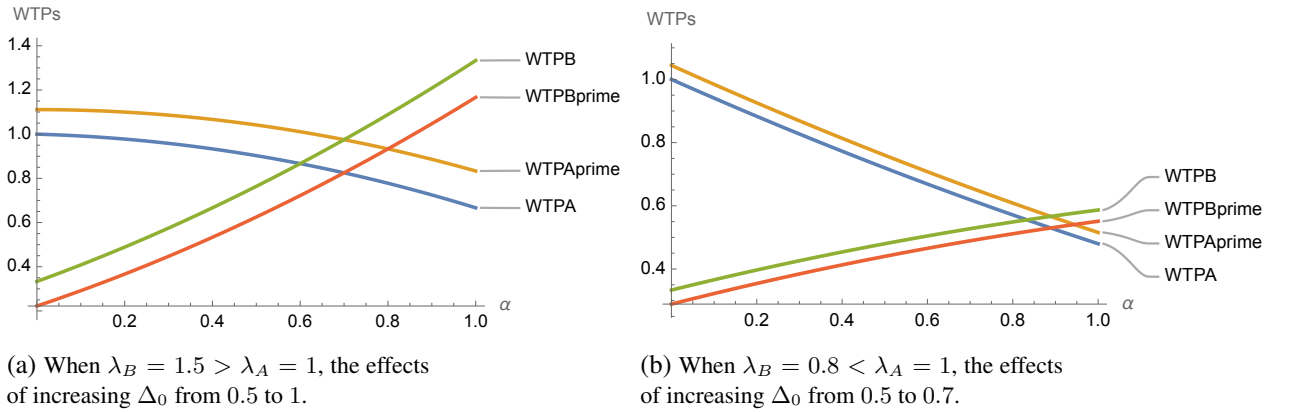 WTPs
1.4
1.2
1.0
0.8
0.6
0.4
0.2
0.4
0.6
0.8
1.0
α
WTPB
WTPBprime
WTPAprime
WTPA
(a) When λ_B = 1.5 > λ_A = 1, the effects
of increasing Δ₀ from 0.5 to 1.
WTPs
1.0
0.8
0.6
0.4
0.2
0.4
0.6
0.8
1.0
α
WTPB
WTPBprime
WTPAprime
WTPA
(b) When λ_B = 0.8 < λ_A = 1, the effects
of increasing Δ₀ from 0.5 to 0.7.